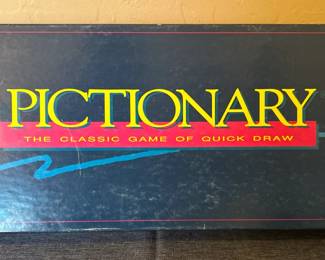 PICTIONARY
THE CLASSIC GAME OF QUICK DRAW